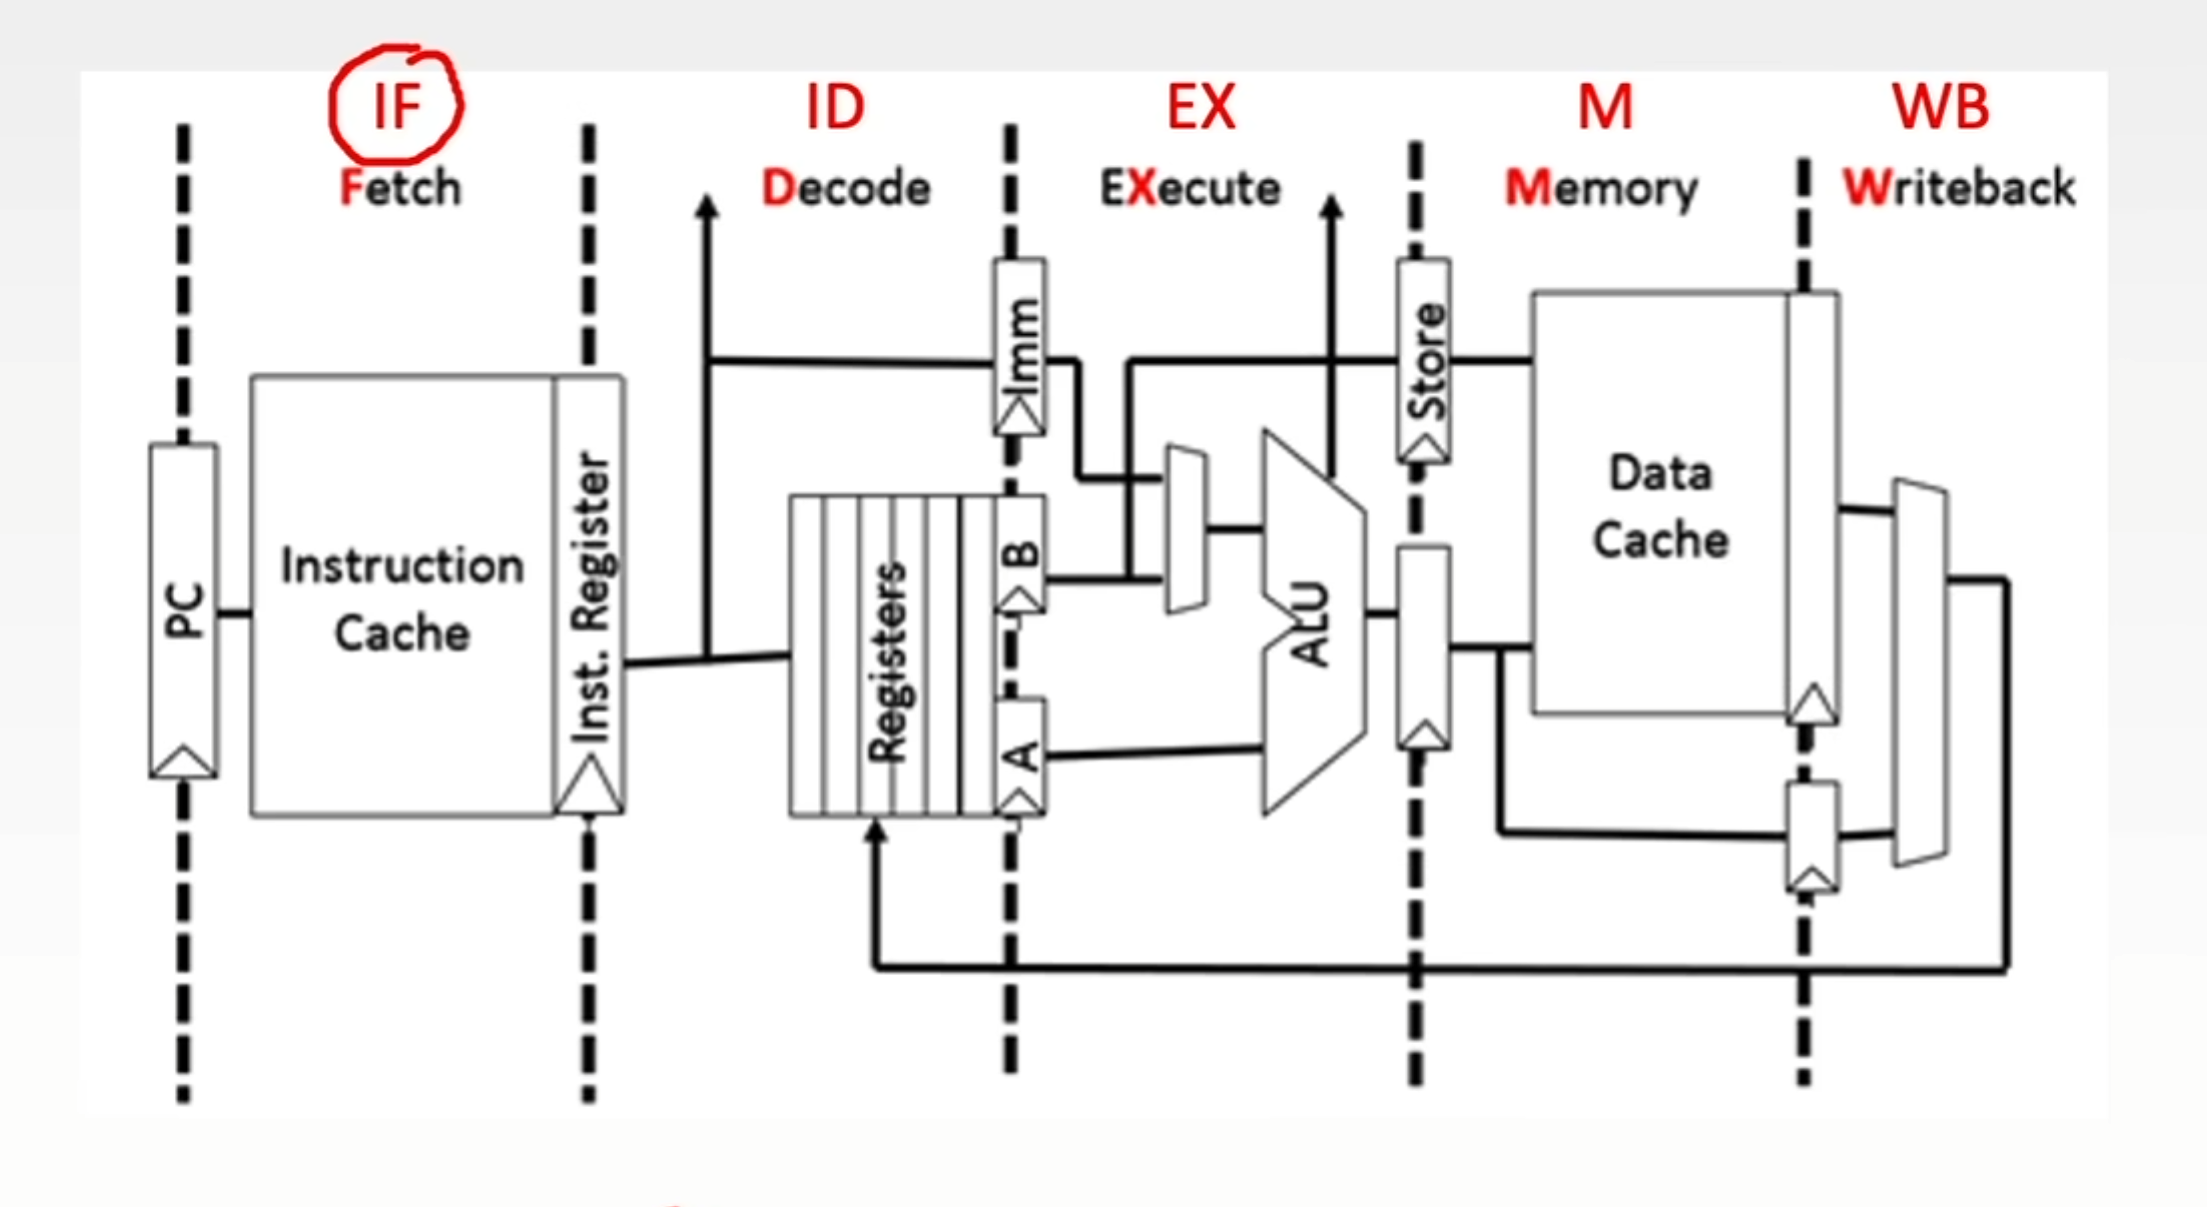 IF
ID
EX
M
WB
Fetch
Decode
EXecute
Memory
Writeback
PC
Instruction
Cache
Inst. Register
Registers
Imm
B
A
ALU
Store
Data
Cache